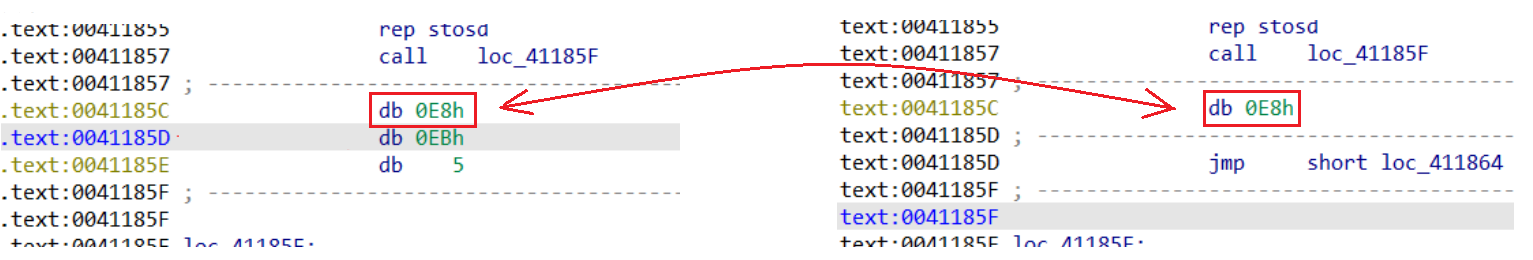 .text:00411855 rep stosd
.text:00411857 call loc_41185F
.text:00411857 ; ---------------------------------------
.text:0041185C db 0E8h
.text:0041185D db 0EBh
.text:0041185E db 5
.text:0041185F ; ---------------------------------------
.text:0041185F
.text:0041185F loc_41185F:
text:00411855 rep stosd
text:00411857 call loc_41185F
text:00411857 ; ---------------------------------------
text:0041185C db 0E8h
text:0041185D ; ---------------------------------------
text:0041185D jmp short loc_411864
text:0041185F ; ---------------------------------------
text:0041185F
text:0041185F loc_41185F: